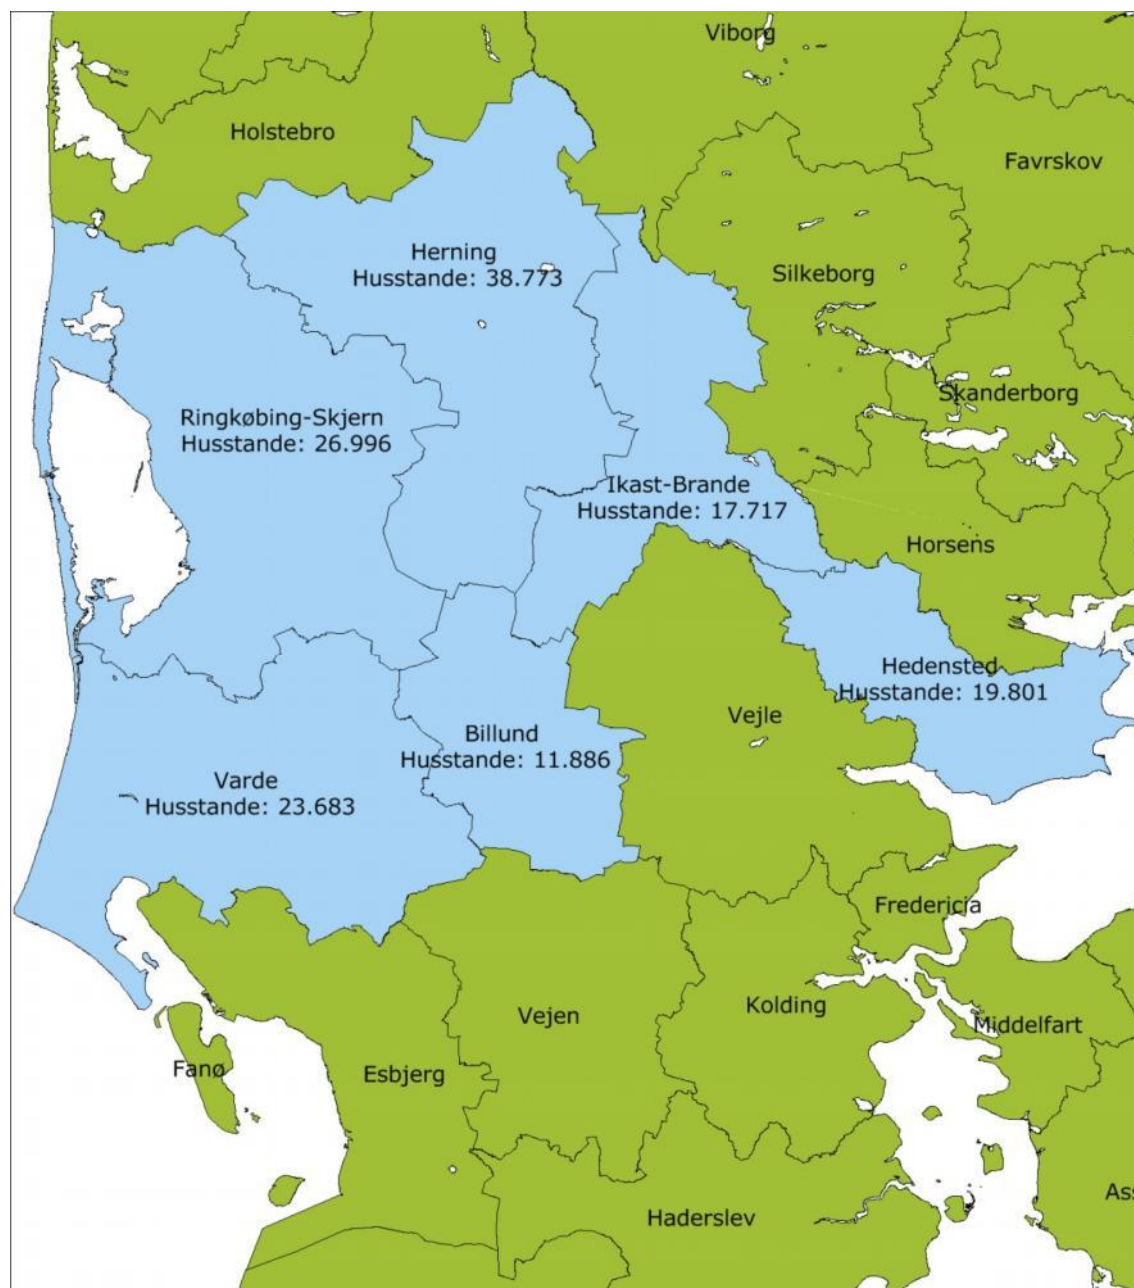 Viborg
Holstebro
Favrskov
Herning
Husstande: 38.773
Silkeborg
Skanderborg
Ringkøbing-Skjern
Husstande: 26.996
Ikast-Brande
Husstande: 17.717
Horsens
Hedensted
Husstande: 19.801
Vejle
Billund
Husstande: 11.886
Varde
Husstande: 23.683
Fredericia
Kolding
Vejen
Middelfart
Fanø
Esbjerg
Ass
Haderslev